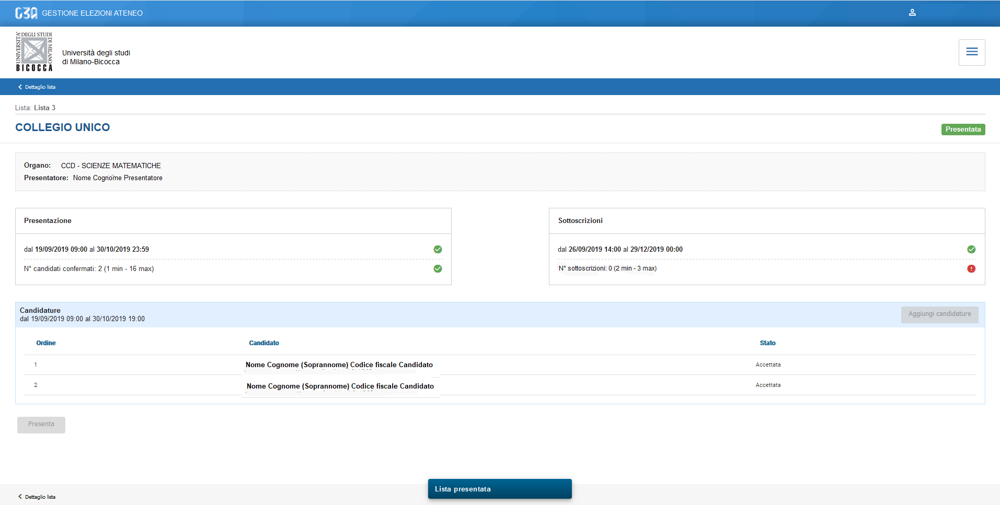 G3A GESTIONE ELEZIONI ATENEO
UNIVERSITA' DEGLI STUDI DI MILANO
BICOCCA
Università degli studi
di Milano-Bicocca
Dettaglio lista
Lista: Lista 3
COLLEGIO UNICO
Presentata
Organo: CCD - SCIENZE MATEMATICHE
Presentatore: Nome Cognome Presentatore
Presentazione
dal 19/09/2019 09:00 al 30/10/2019 23:59
N° candidati confermati: 2 (1 min - 16 max)
Sottoscrizioni
dal 26/09/2019 14:00 al 29/12/2019 00:00
N° sottoscrizioni: 0 (2 min - 3 max)
Candidature
dal 19/09/2019 09:00 al 30/10/2019 19:00
Aggiungi candidature
Ordine Candidato Stato
1 Nome Cognome (Soprannome) Codice fiscale Candidato Accettata
2 Nome Cognome (Soprannome) Codice fiscale Candidato Accettata
Presenta
Lista presentata
Dettaglio lista